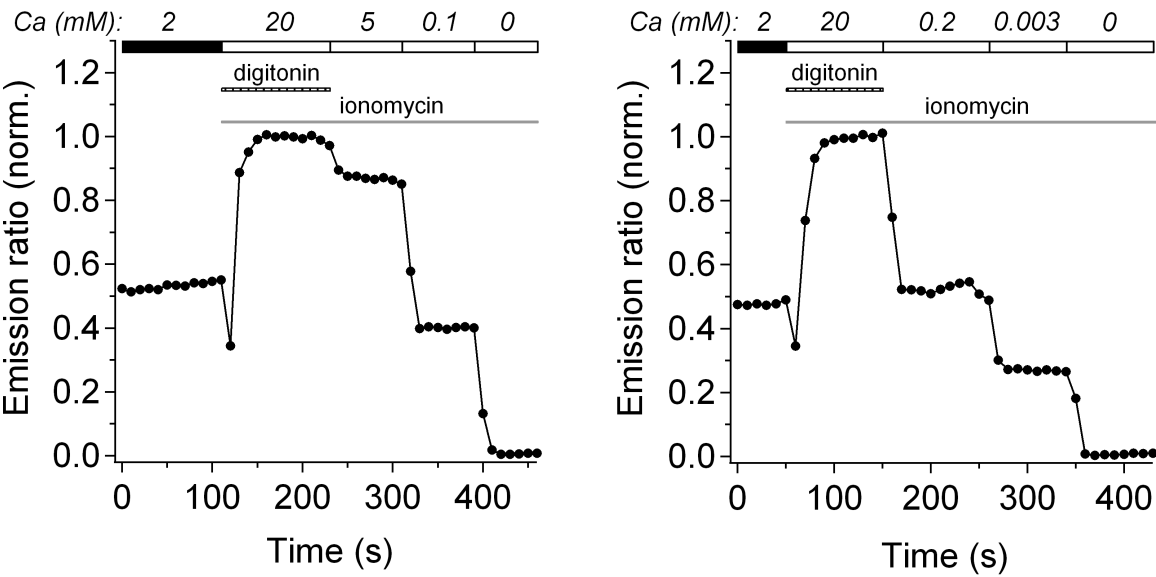 Ca (mM): 2 20 5 0.1 0
digitonin
ionomycin
1.2
1.0
0.8
0.6
0.4
0.2
0.0
Emission ratio (norm.)
0 100 200 300 400
Time (s)
Ca (mM): 2 20 0.2 0.003 0
digitonin
ionomycin
1.2
1.0
0.8
0.6
0.4
0.2
0.0
Emission ratio (norm.)
0 100 200 300 400
Time (s)